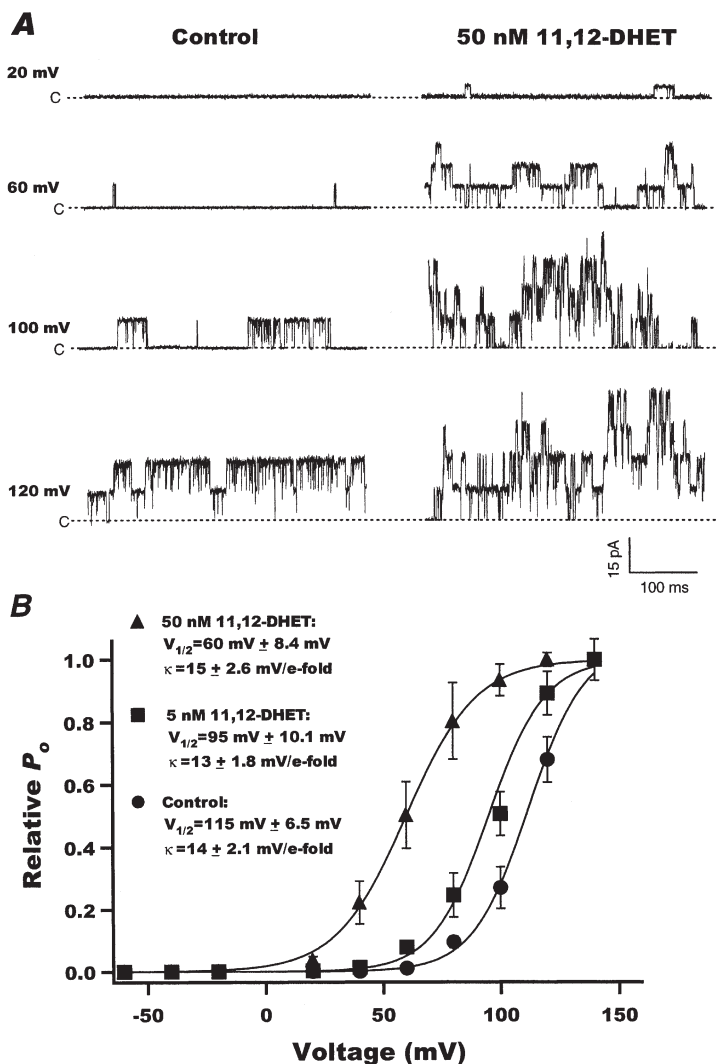 A
Control
50 nM 11,12-DHET
20 mV
C
60 mV
C
100 mV
C
120 mV
C
15 pA
100 ms
B
50 nM 11,12-DHET:
V1/2=60 mV ± 8.4 mV
κ=15 ± 2.6 mV/e-fold
5 nM 11,12-DHET:
V1/2=95 mV ± 10.1 mV
κ=13 ± 1.8 mV/e-fold
Control:
V1/2=115 mV ± 6.5 mV
κ=14 ± 2.1 mV/e-fold
Relative Po
1.0
0.8
0.6
0.4
0.2
0.0
-50 0 50 100 150
Voltage (mV)